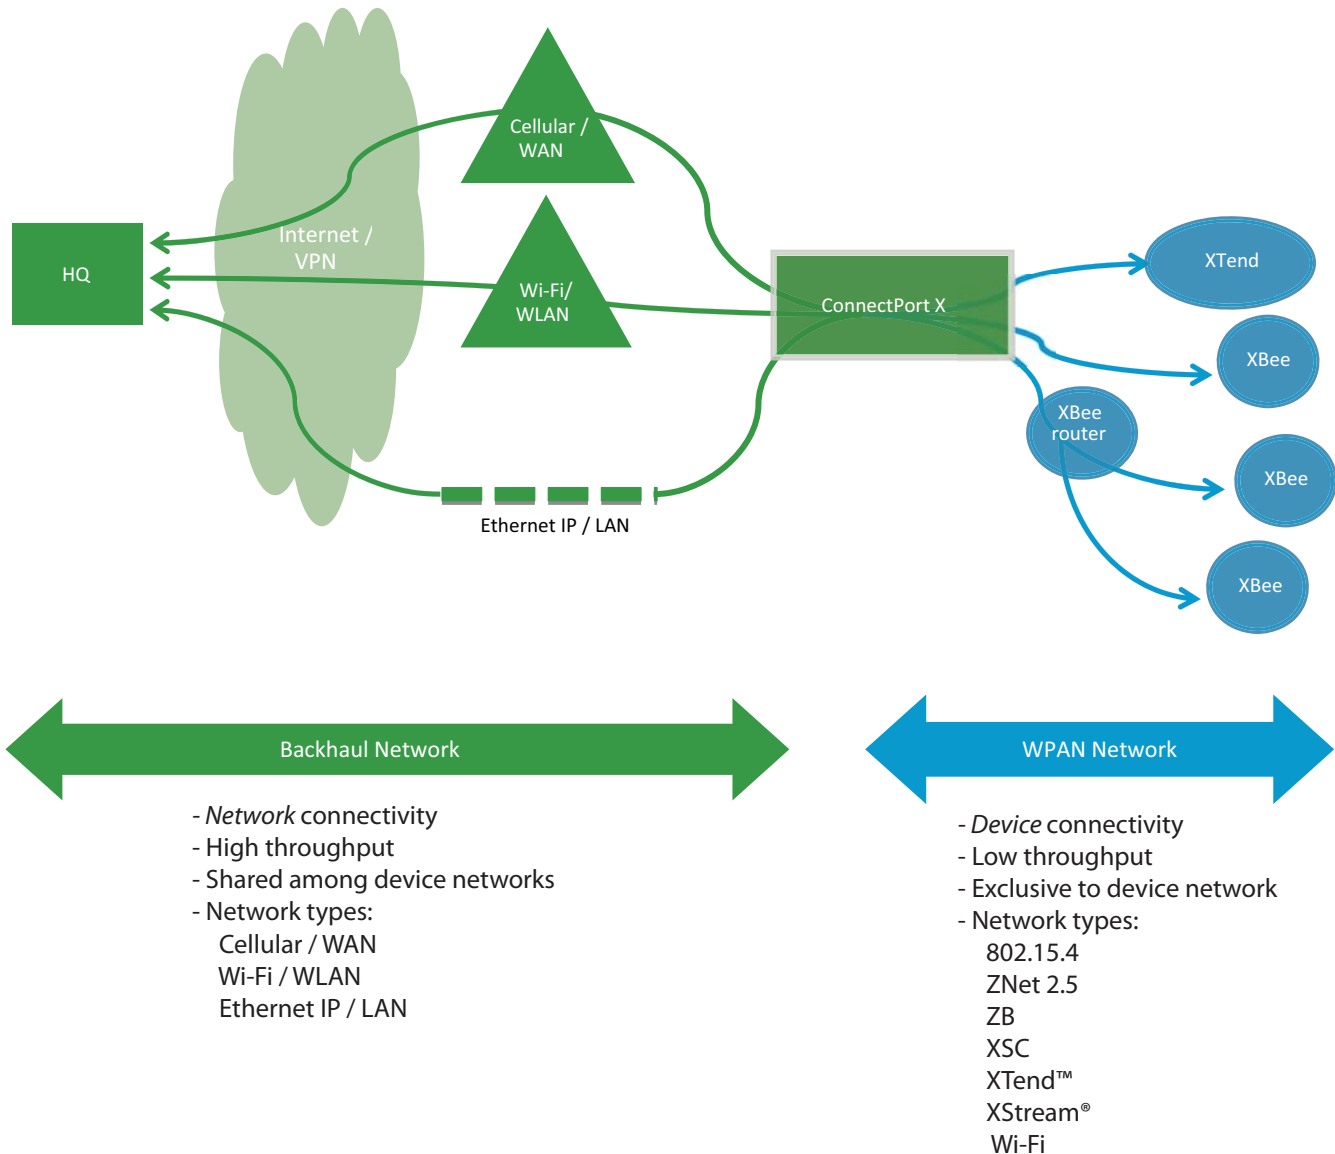 Cellular /
WAN
Internet /
VPN
HQ
Wi-Fi/
WLAN
ConnectPort X
XTend
XBee
XBee
router
XBee
XBee
Ethernet IP / LAN
Backhaul Network
- Network connectivity
- High throughput
- Shared among device networks
- Network types:
Cellular / WAN
Wi-Fi / WLAN
Ethernet IP / LAN
WPAN Network
- Device connectivity
- Low throughput
- Exclusive to device network
- Network types:
802.15.4
ZNet 2.5
ZB
XSC
XTend™
XStream®
Wi-Fi